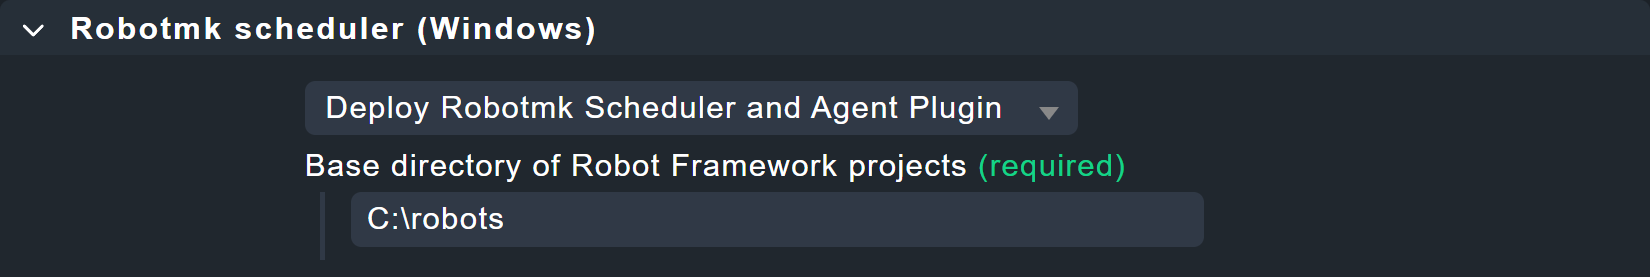 Robotmk scheduler (Windows)
Deploy Robotmk Scheduler and Agent Plugin
Base directory of Robot Framework projects (required)
C:\robots